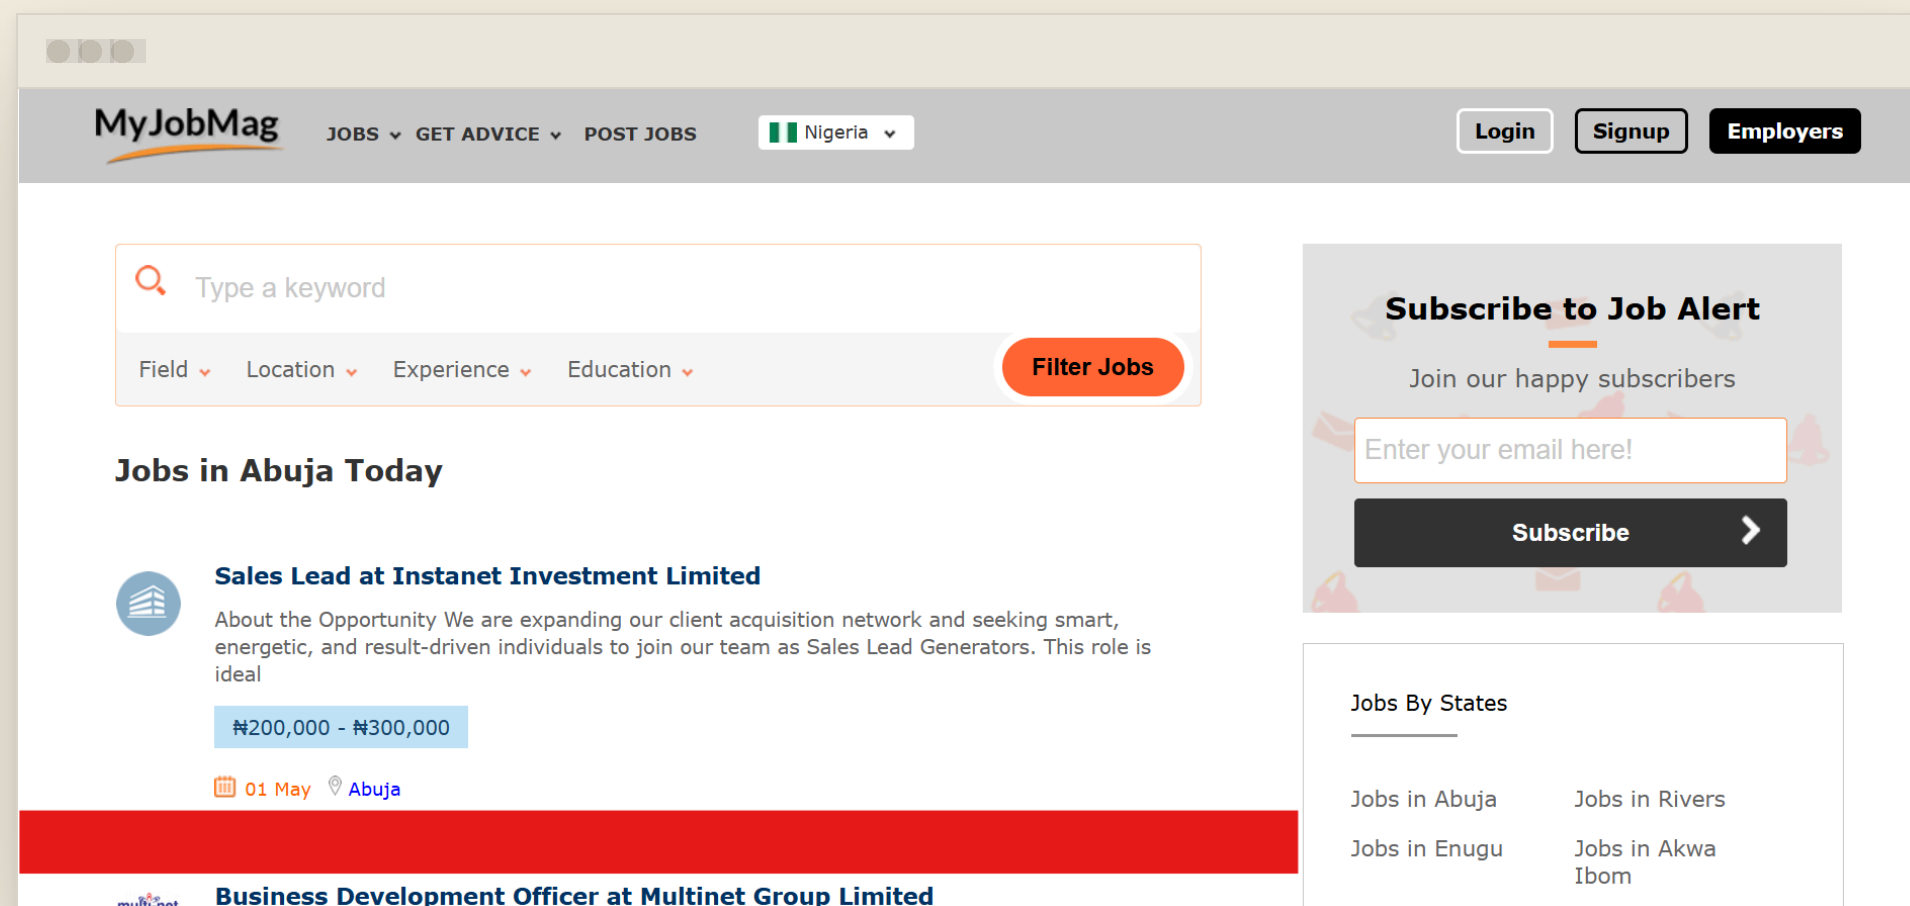 MyJobMag
JOBS GET ADVICE POST JOBS
Nigeria
Login
Signup
Employers
Type a keyword
Field
Location
Experience
Education
Filter Jobs
Jobs in Abuja Today
Sales Lead at Instanet Investment Limited
About the Opportunity We are expanding our client acquisition network and seeking smart,
energetic, and result-driven individuals to join our team as Sales Lead Generators. This role is
ideal
₦200,000 - ₦300,000
01 May
Abuja
Business Development Officer at Multinet Group Limited
Subscribe to Job Alert
Join our happy subscribers
Enter your email here!
Subscribe
Jobs By States
Jobs in Abuja
Jobs in Rivers
Jobs in Enugu
Jobs in Akwa
Ibom